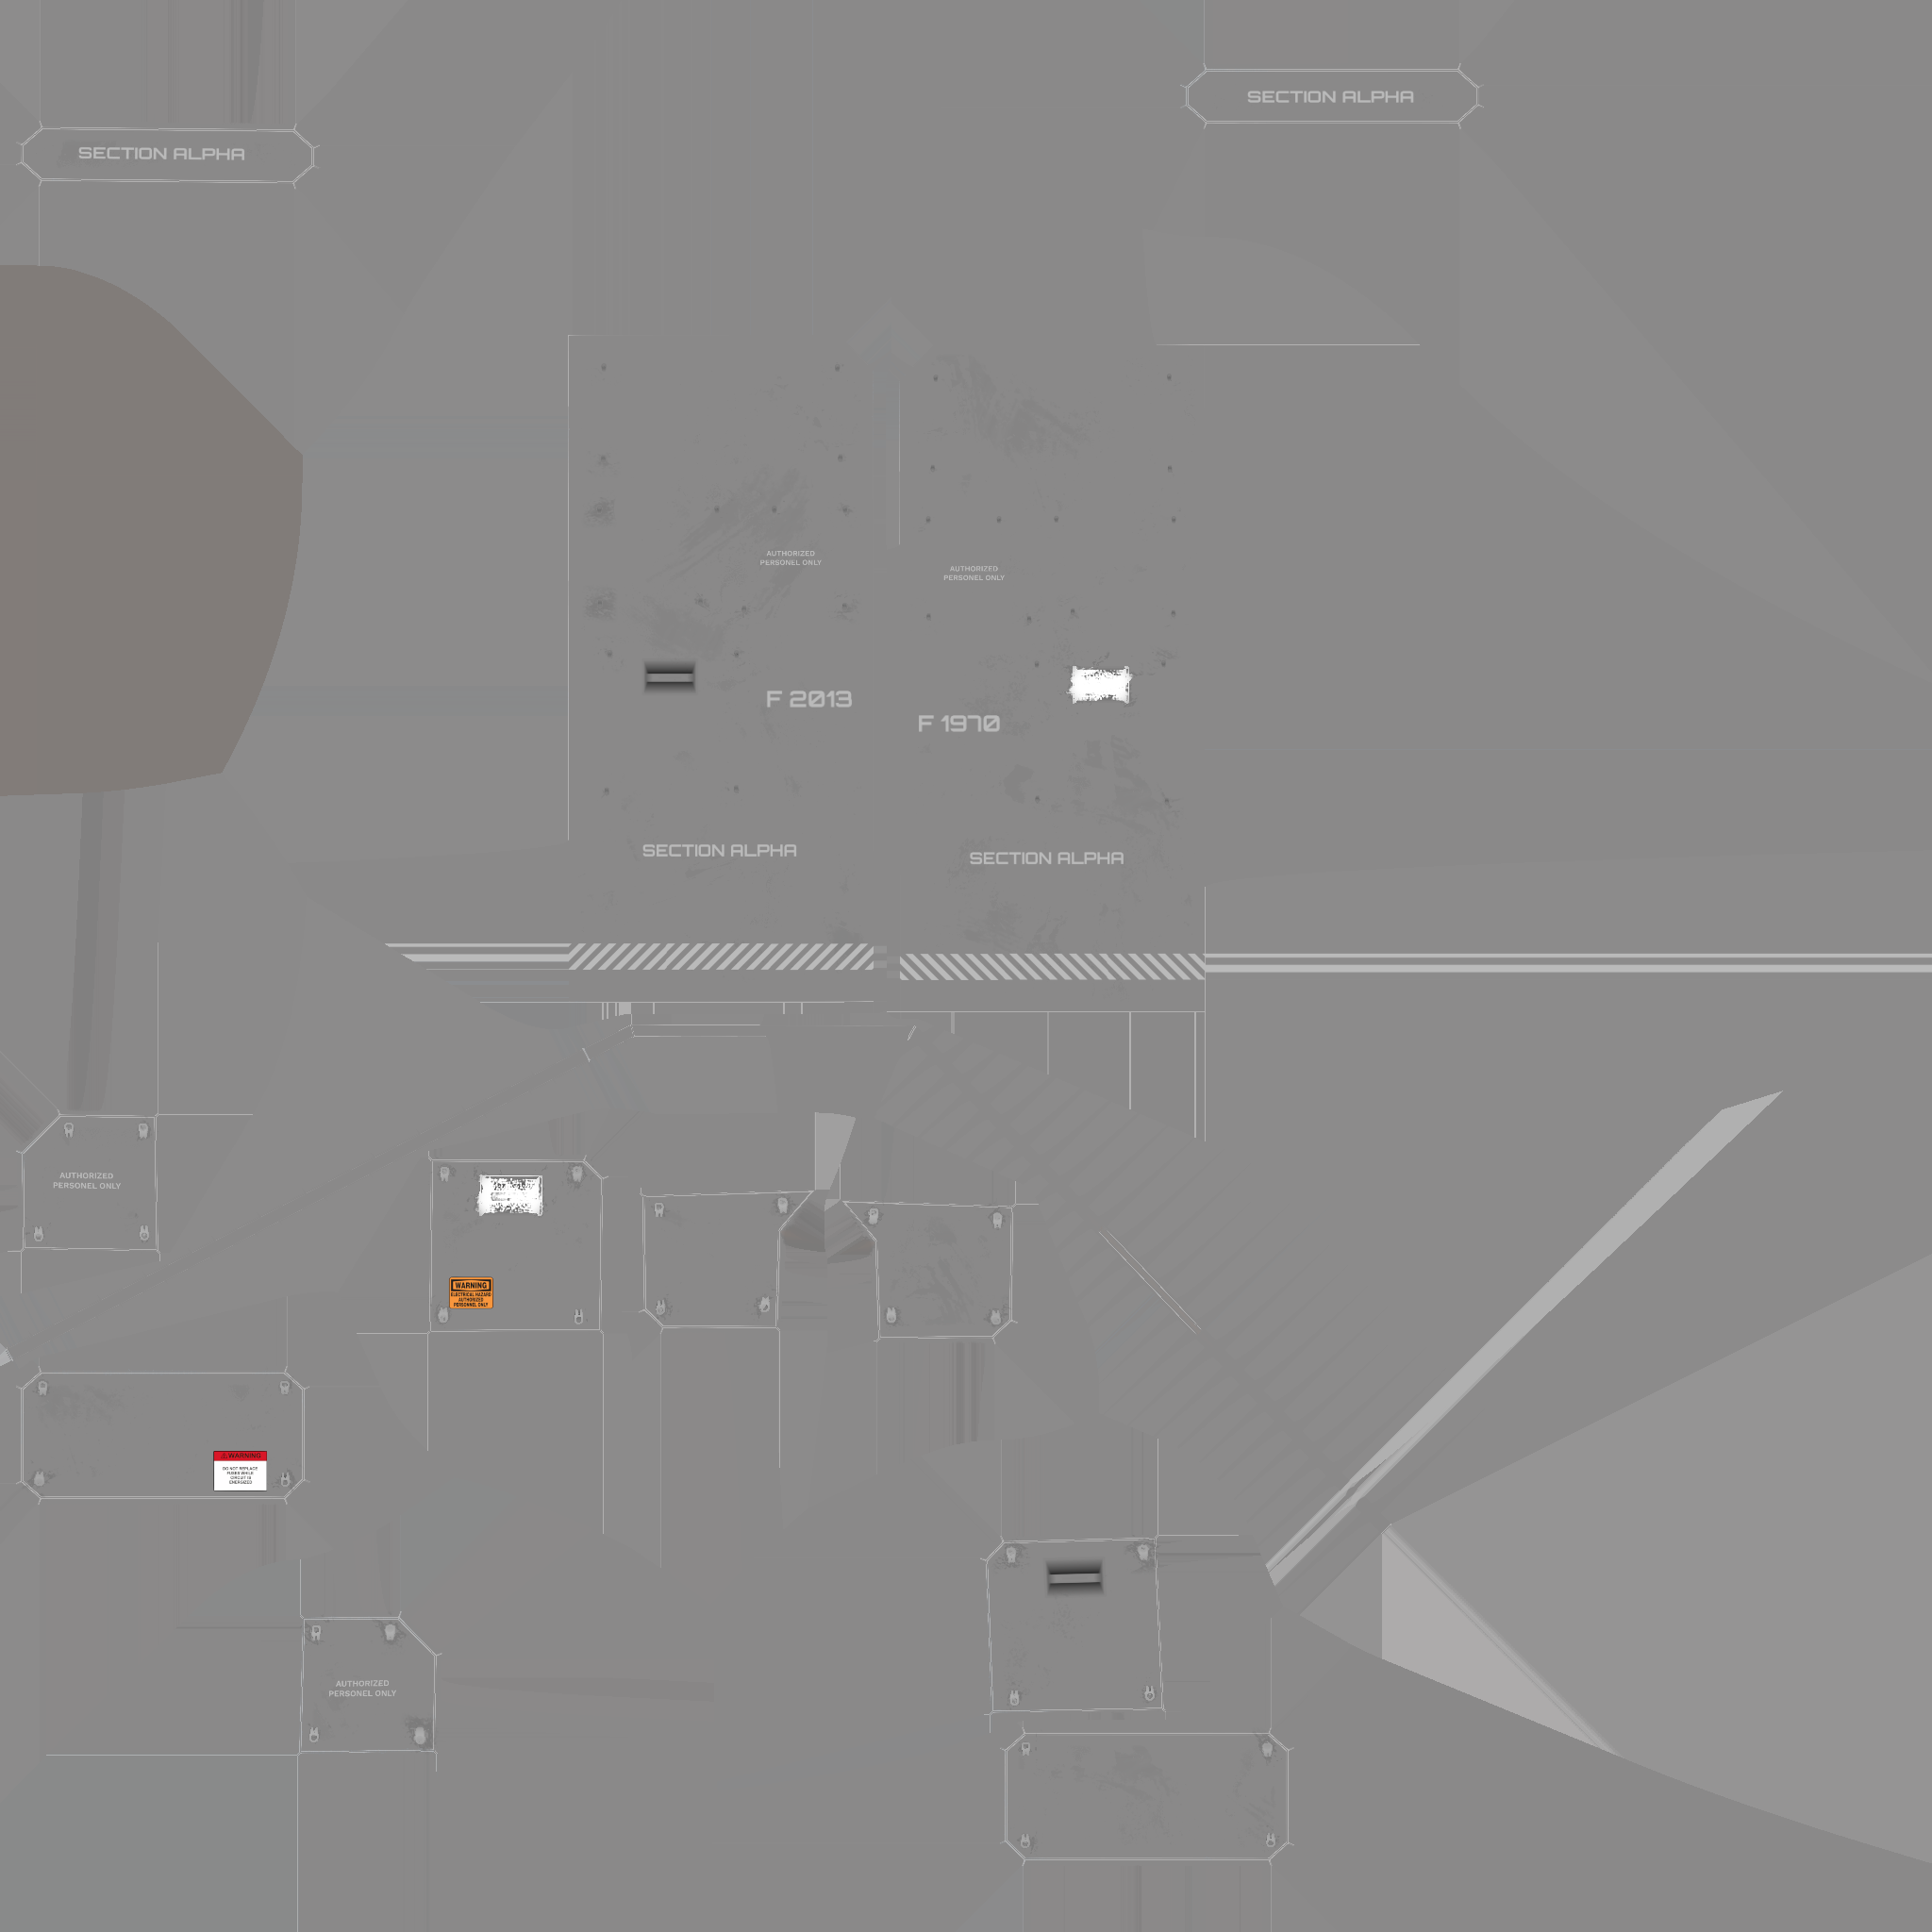 SECTION ALPHA
SECTION ALPHA
AUTHORIZED
PERSONEL ONLY
AUTHORIZED
PERSONEL ONLY
F 2013
F 1970
SECTION ALPHA
SECTION ALPHA
AUTHORIZED
PERSONEL ONLY
WARNING
ELECTRICAL HAZARD
AUTHORIZED
PERSONNEL ONLY
⚠ WARNING
DO NOT REPLACE
FUSES WHILE
CIRCUIT IS
ENERGIZED
AUTHORIZED
PERSONEL ONLY